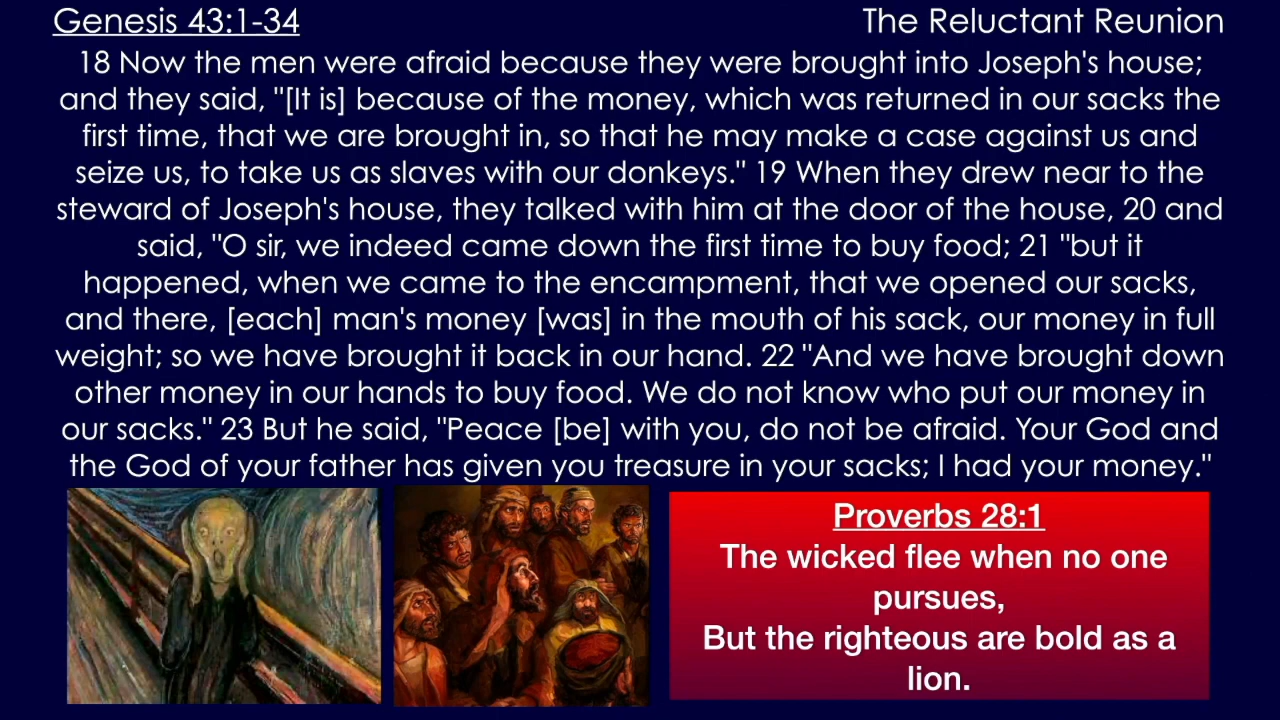 Genesis 43:1-34
The Reluctant Reunion
18 Now the men were afraid because they were brought into Joseph's house;
and they said, "[It is] because of the money, which was returned in our sacks the
first time, that we are brought in, so that he may make a case against us and
seize us, to take us as slaves with our donkeys." 19 When they drew near to the
steward of Joseph's house, they talked with him at the door of the house, 20 and
said, "O sir, we indeed came down the first time to buy food; 21 "but it
happened, when we came to the encampment, that we opened our sacks,
and there, [each] man's money [was] in the mouth of his sack, our money in full
weight; so we have brought it back in our hand. 22 "And we have brought down
other money in our hands to buy food. We do not know who put our money in
our sacks." 23 But he said, "Peace [be] with you, do not be afraid. Your God and
the God of your father has given you treasure in your sacks; I had your money."
Proverbs 28:1
The wicked flee when no one
pursues,
But the righteous are bold as a
lion.